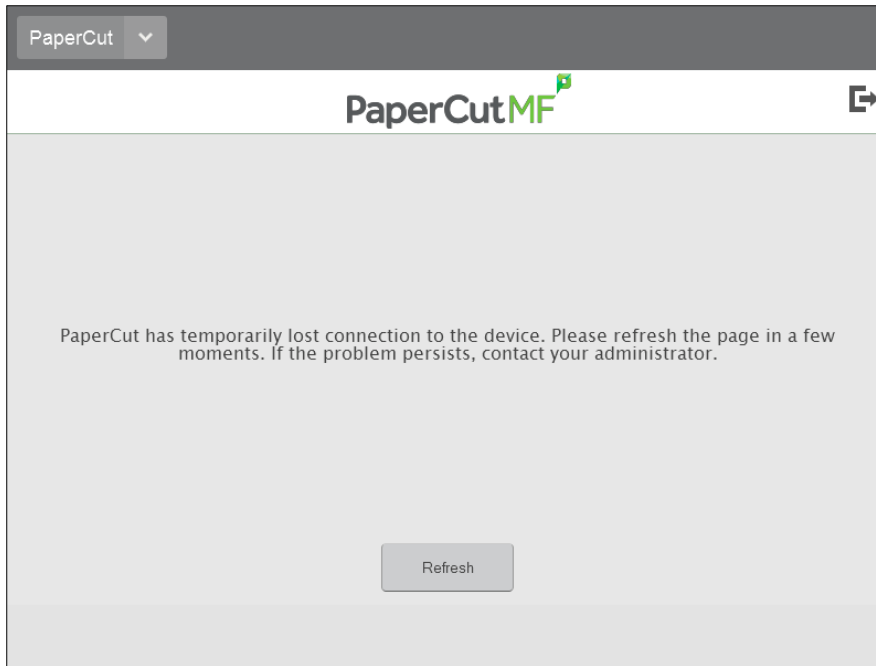 PaperCut
PaperCutMF
PaperCut has temporarily lost connection to the device. Please refresh the page in a few
moments. If the problem persists, contact your administrator.
Refresh